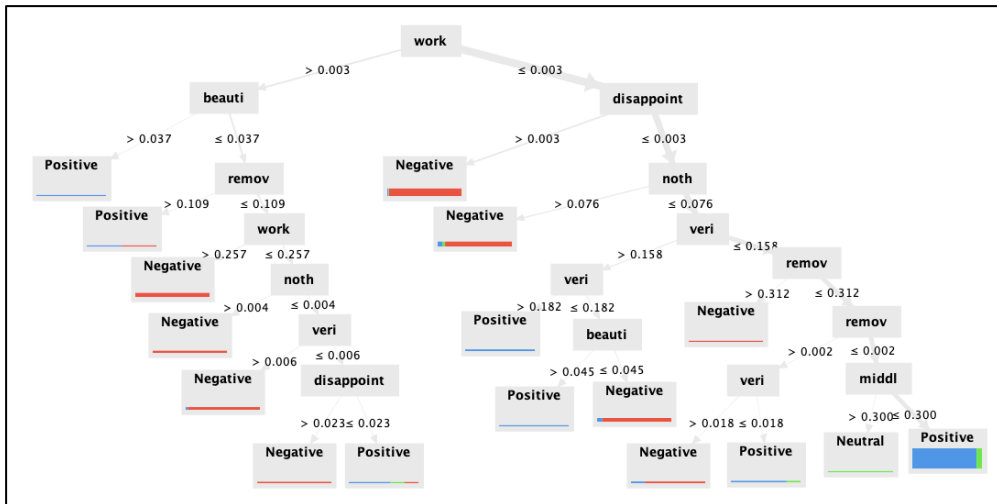 work
> 0.003 ≤ 0.003
beauti disappoint
> 0.037 ≤ 0.037 > 0.003 ≤ 0.003
Positive remov Negative noth
> 0.109 ≤ 0.109 > 0.076 ≤ 0.076
Positive work Negative veri
> 0.257 ≤ 0.257 > 0.158 ≤ 0.158
Negative noth veri remov
> 0.004 ≤ 0.004 > 0.182 ≤ 0.182 > 0.312 ≤ 0.312
Negative veri Positive beauti Negative remov
> 0.006 ≤ 0.006 > 0.045 ≤ 0.045 > 0.002 ≤ 0.002
Negative disappoint Positive Negative veri middl
> 0.023 ≤ 0.023 > 0.018 ≤ 0.018 > 0.300 ≤ 0.300
Negative Positive Negative Positive Neutral Positive